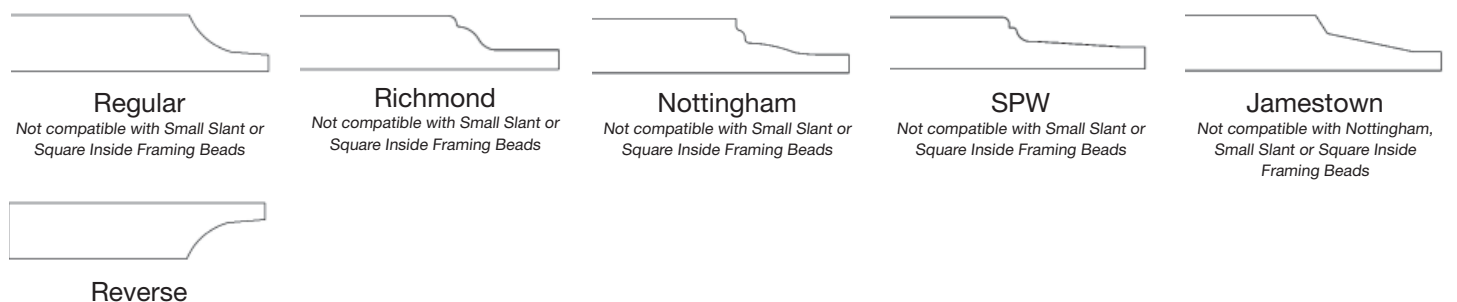 Regular
Not compatible with Small Slant or
Square Inside Framing Beads
Richmond
Not compatible with Small Slant or
Square Inside Framing Beads
Nottingham
Not compatible with Small Slant or
Square Inside Framing Beads
SPW
Not compatible with Small Slant or
Square Inside Framing Beads
Jamestown
Not compatible with Nottingham,
Small Slant or Square Inside
Framing Beads
Reverse